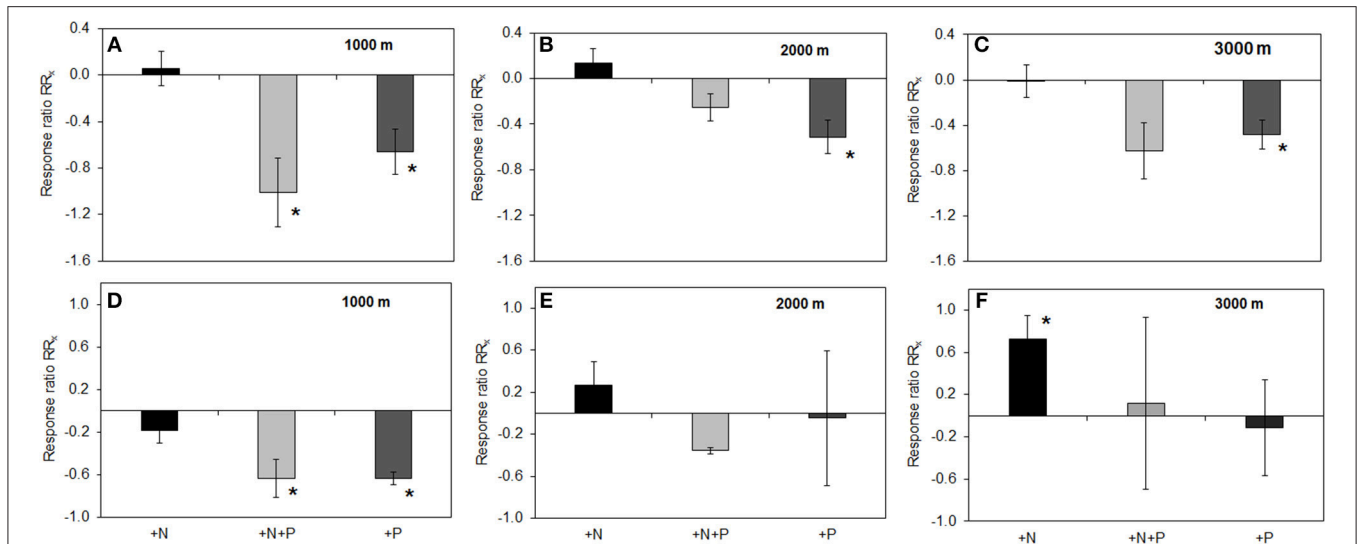 A 1000 m
Response ratio RRx
0.4
0.0
-0.4
-0.8
-1.2
-1.6
*
*
B 2000 m
Response ratio RRx
0.4
0.0
-0.4
-0.8
-1.2
-1.6
*
C 3000 m
Response ratio RRx
0.4
0.0
-0.4
-0.8
-1.2
-1.6
*
D 1000 m
Response ratio RRx
1.0
0.6
0.2
-0.2
-0.6
-1.0
*
*
+N +N+P +P
E 2000 m
Response ratio RRx
1.0
0.6
0.2
-0.2
-0.6
-1.0
+N +N+P +P
F 3000 m
Response ratio RRx
1.0
0.6
0.2
-0.2
-0.6
-1.0
*
+N +N+P +P